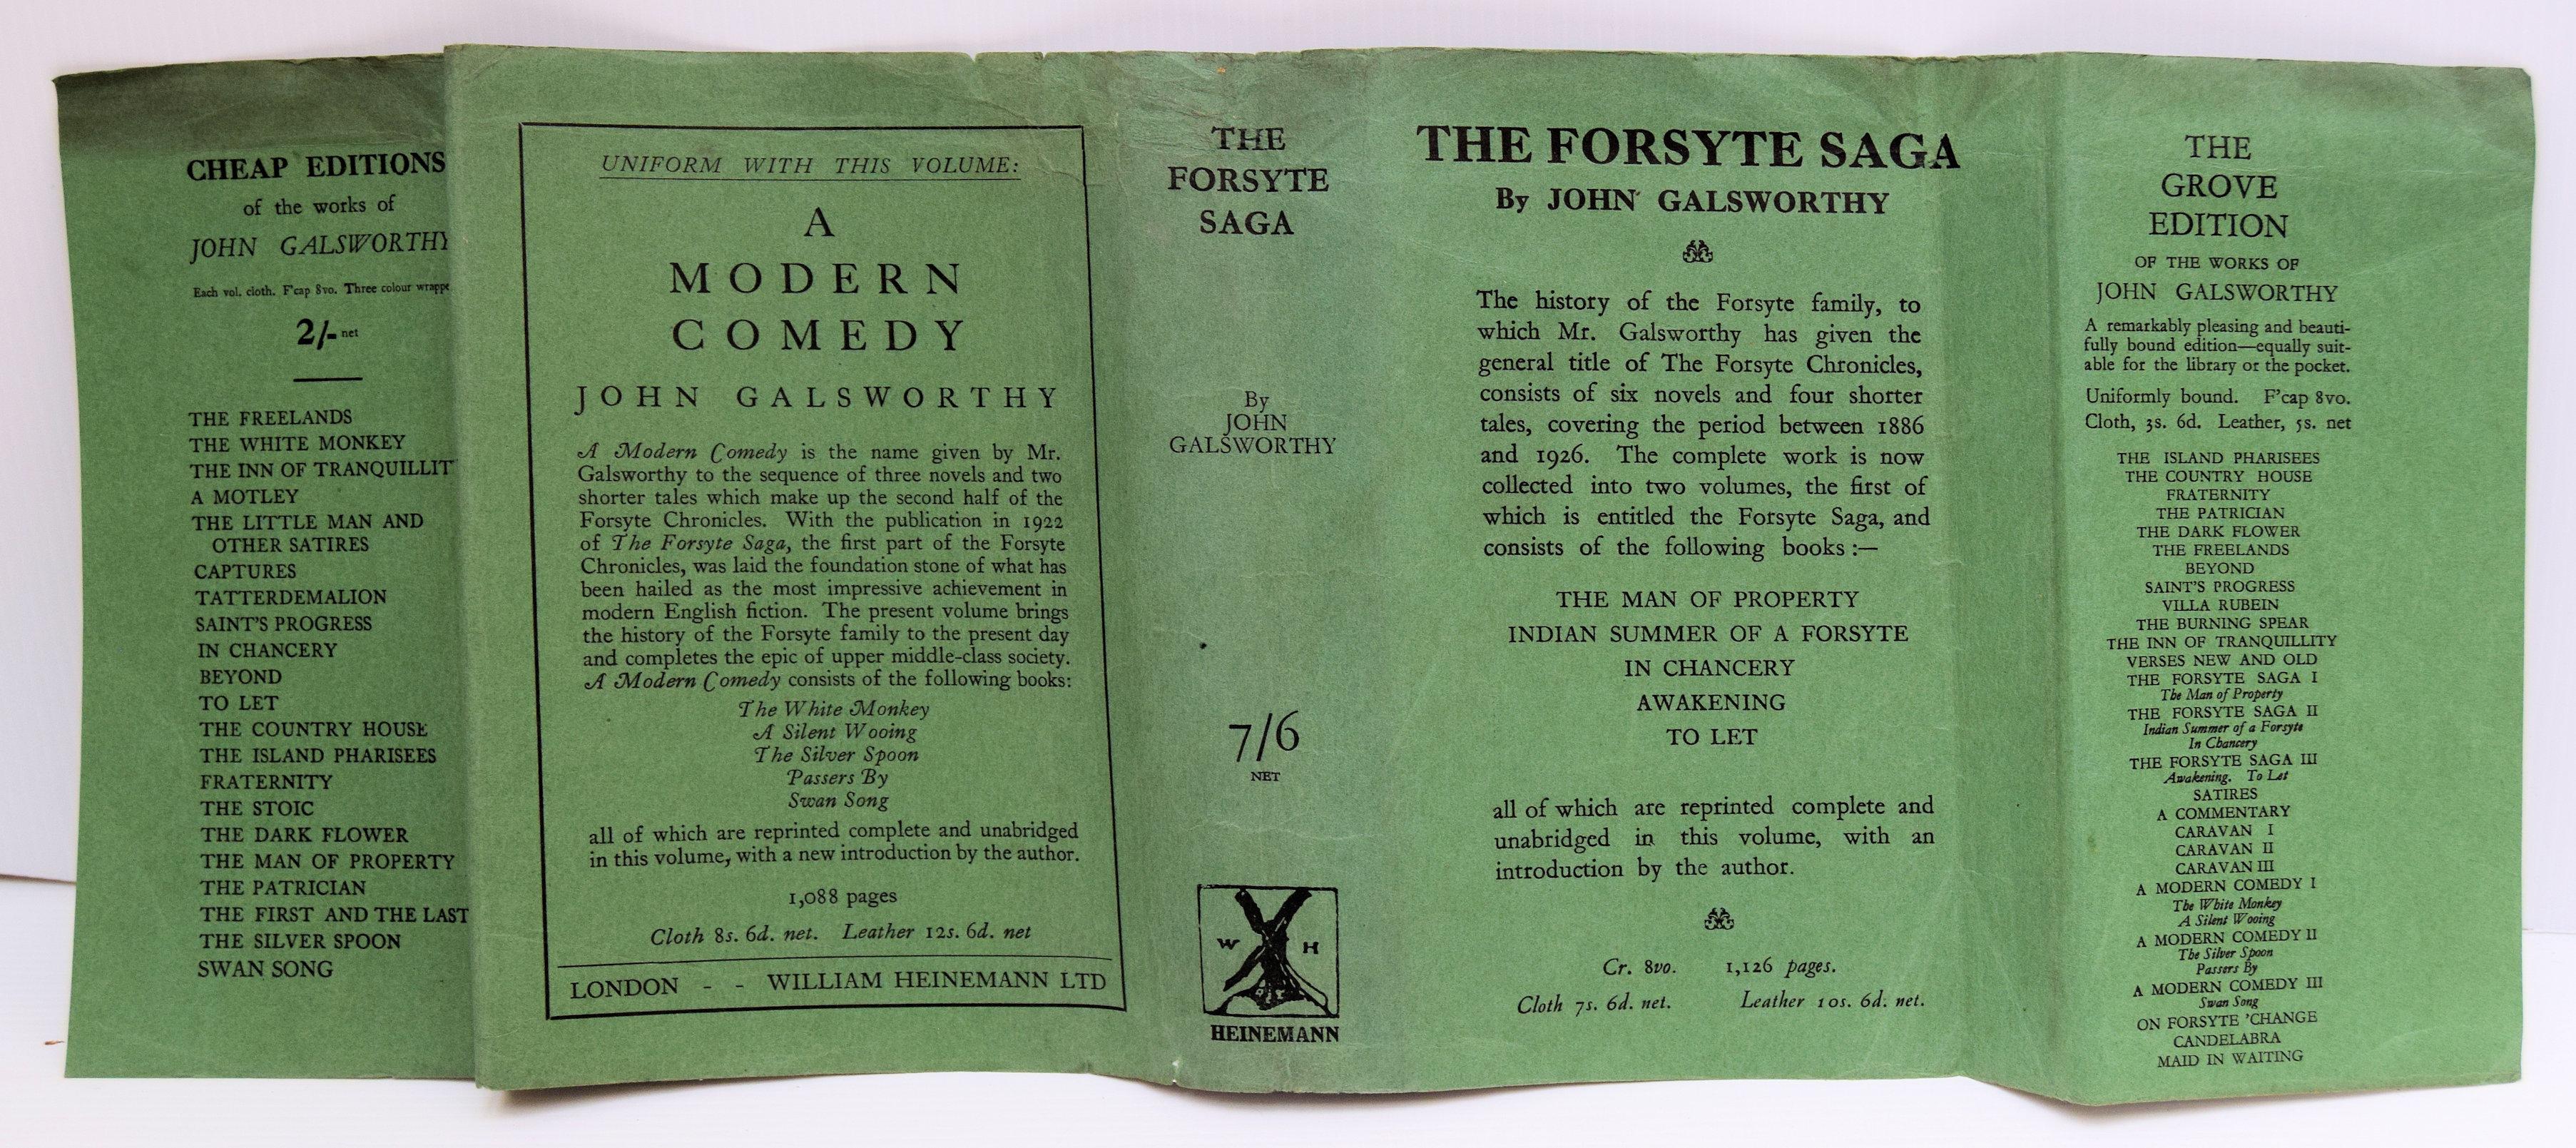 CHEAP EDITIONS
of the works of
JOHN GALSWORTHY
Each vol. cloth. F'cap 8vo. Three colour wrappe
2/- net
THE FREELANDS
THE WHITE MONKEY
THE INN OF TRANQUILLIT
A MOTLEY
THE LITTLE MAN AND
OTHER SATIRES
CAPTURES
TATTERDEMALION
SAINT'S PROGRESS
IN CHANCERY
BEYOND
TO LET
THE COUNTRY HOUSE
THE ISLAND PHARISEES
FRATERNITY
THE STOIC
THE DARK FLOWER
THE MAN OF PROPERTY
THE PATRICIAN
THE FIRST AND THE LAST
THE SILVER SPOON
SWAN SONG
UNIFORM WITH THIS VOLUME:
A
MODERN
COMEDY
JOHN GALSWORTHY
A Modern Comedy is the name given by Mr.
Galsworthy to the sequence of three novels and two
shorter tales which make up the second half of the
Forsyte Chronicles. With the publication in 1922
of The Forsyte Saga, the first part of the Forsyte
Chronicles, was laid the foundation stone of what has
been hailed as the most impressive achievement in
modern English fiction. The present volume brings
the history of the Forsyte family to the present day
and completes the epic of upper middle-class society.
A Modern Comedy consists of the following books:
The White Monkey
A Silent Wooing
The Silver Spoon
Passers By
Swan Song
all of which are reprinted complete and unabridged
in this volume, with a new introduction by the author.
1,088 pages
Cloth 8s. 6d. net. Leather 12s. 6d. net
LONDON - - WILLIAM HEINEMANN LTD
THE
FORSYTE
SAGA
By
JOHN
GALSWORTHY
7/6
NET
W H
HEINEMANN
THE FORSYTE SAGA
By JOHN GALSWORTHY
The history of the Forsyte family, to
which Mr. Galsworthy has given the
general title of The Forsyte Chronicles,
consists of six novels and four shorter
tales, covering the period between 1886
and 1926. The complete work is now
collected into two volumes, the first of
which is entitled the Forsyte Saga, and
consists of the following books :—
THE MAN OF PROPERTY
INDIAN SUMMER OF A FORSYTE
IN CHANCERY
AWAKENING
TO LET
all of which are reprinted complete and
unabridged in this volume, with an
introduction by the author.
Cr. 8vo. 1,126 pages.
Cloth 7s. 6d. net. Leather 10s. 6d. net.
THE
GROVE
EDITION
OF THE WORKS OF
JOHN GALSWORTHY
A remarkably pleasing and beauti-
fully bound edition—equally suit-
able for the library or the pocket.
Uniformly bound. F'cap 8vo.
Cloth, 3s. 6d. Leather, 5s. net
THE ISLAND PHARISEES
THE COUNTRY HOUSE
FRATERNITY
THE PATRICIAN
THE DARK FLOWER
THE FREELANDS
BEYOND
SAINT'S PROGRESS
VILLA RUBEIN
THE BURNING SPEAR
THE INN OF TRANQUILLITY
VERSES NEW AND OLD
THE FORSYTE SAGA I
The Man of Property
THE FORSYTE SAGA II
Indian Summer of a Forsyte
In Chancery
THE FORSYTE SAGA III
Awakening. To Let
SATIRES
A COMMENTARY
CARAVAN I
CARAVAN II
CARAVAN III
A MODERN COMEDY I
The White Monkey
A Silent Wooing
A MODERN COMEDY II
The Silver Spoon
Passers By
A MODERN COMEDY III
Swan Song
ON FORSYTE 'CHANGE
CANDELABRA
MAID IN WAITING